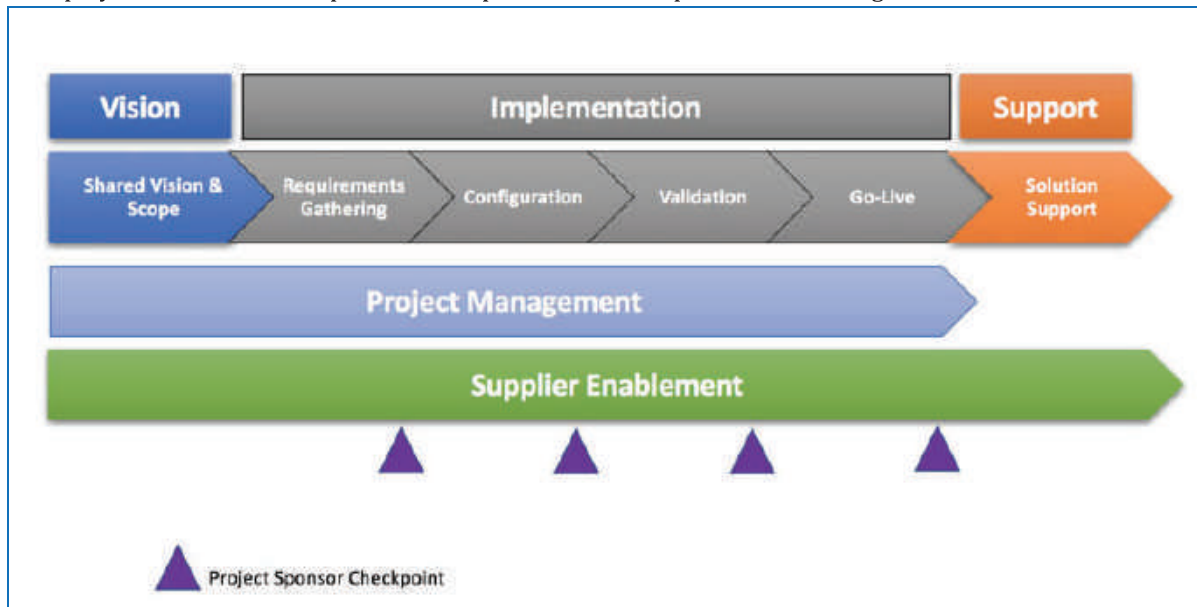 Vision
Implementation
Support
Shared Vision &
Scope
Requirements
Gathering
Configuration
Validation
Go-Live
Solution
Support
Project Management
Supplier Enablement
Project Sponsor Checkpoint